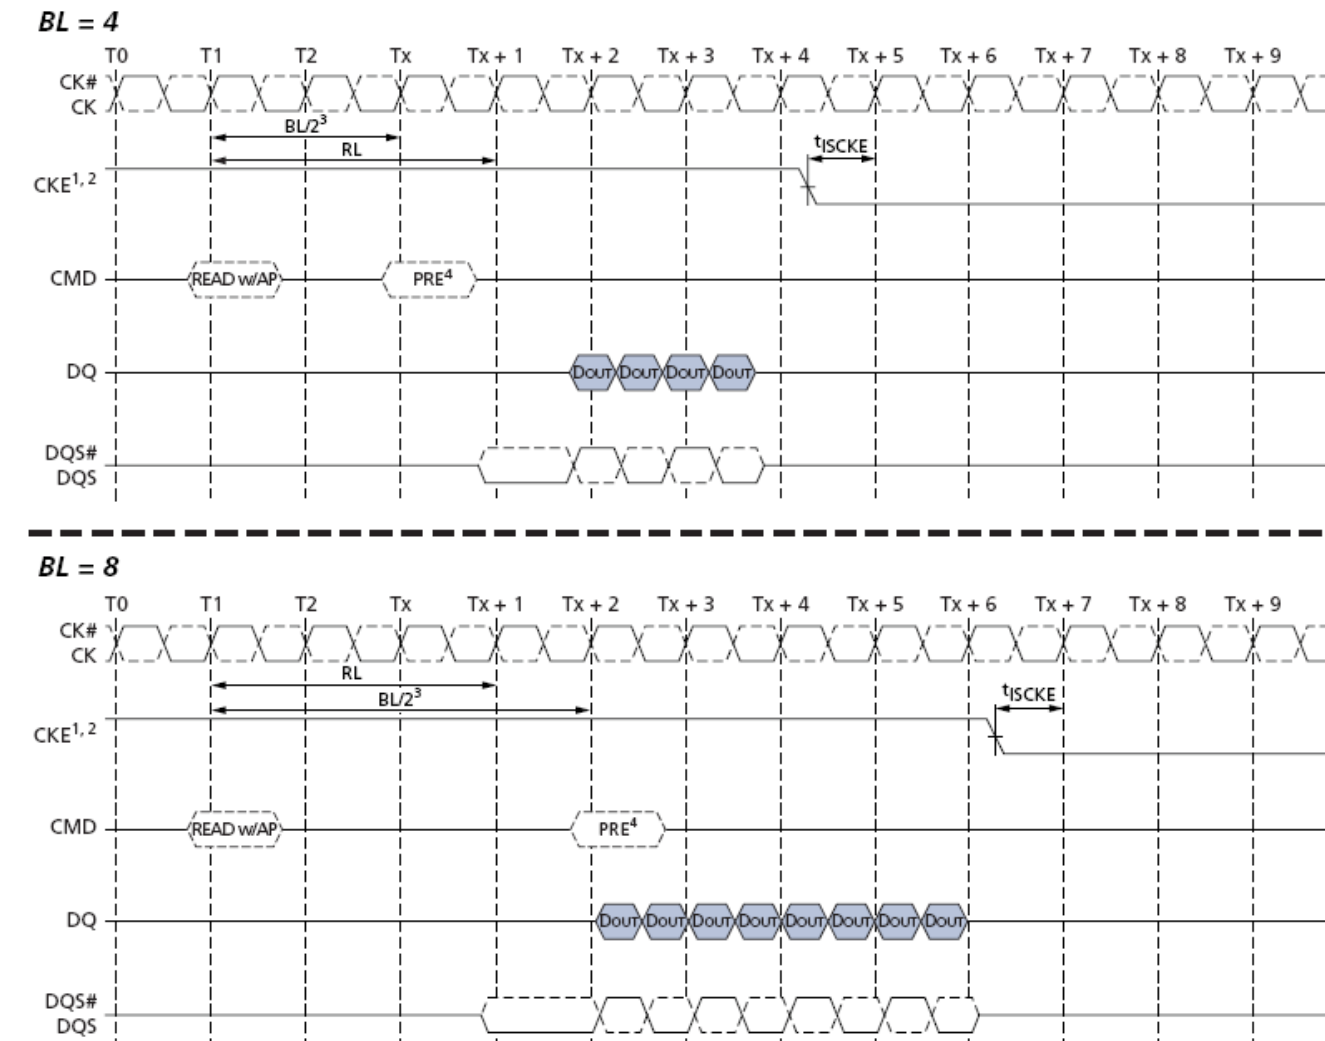 BL = 4
T0 T1 T2 Tx Tx + 1 Tx + 2 Tx + 3 Tx + 4 Tx + 5 Tx + 6 Tx + 7 Tx + 8 Tx + 9
CK#
CK
BL/2³
RL
tISCKE
CKE1, 2
CMD READ w/AP PRE⁴
DQ DOUT DOUT DOUT DOUT
DQS#
DQS
BL = 8
T0 T1 T2 Tx Tx + 1 Tx + 2 Tx + 3 Tx + 4 Tx + 5 Tx + 6 Tx + 7 Tx + 8 Tx + 9
CK#
CK
RL
BL/2³
tISCKE
CKE1, 2
CMD READ w/AP PRE⁴
DQ DOUT DOUT DOUT DOUT DOUT DOUT DOUT DOUT
DQS#
DQS